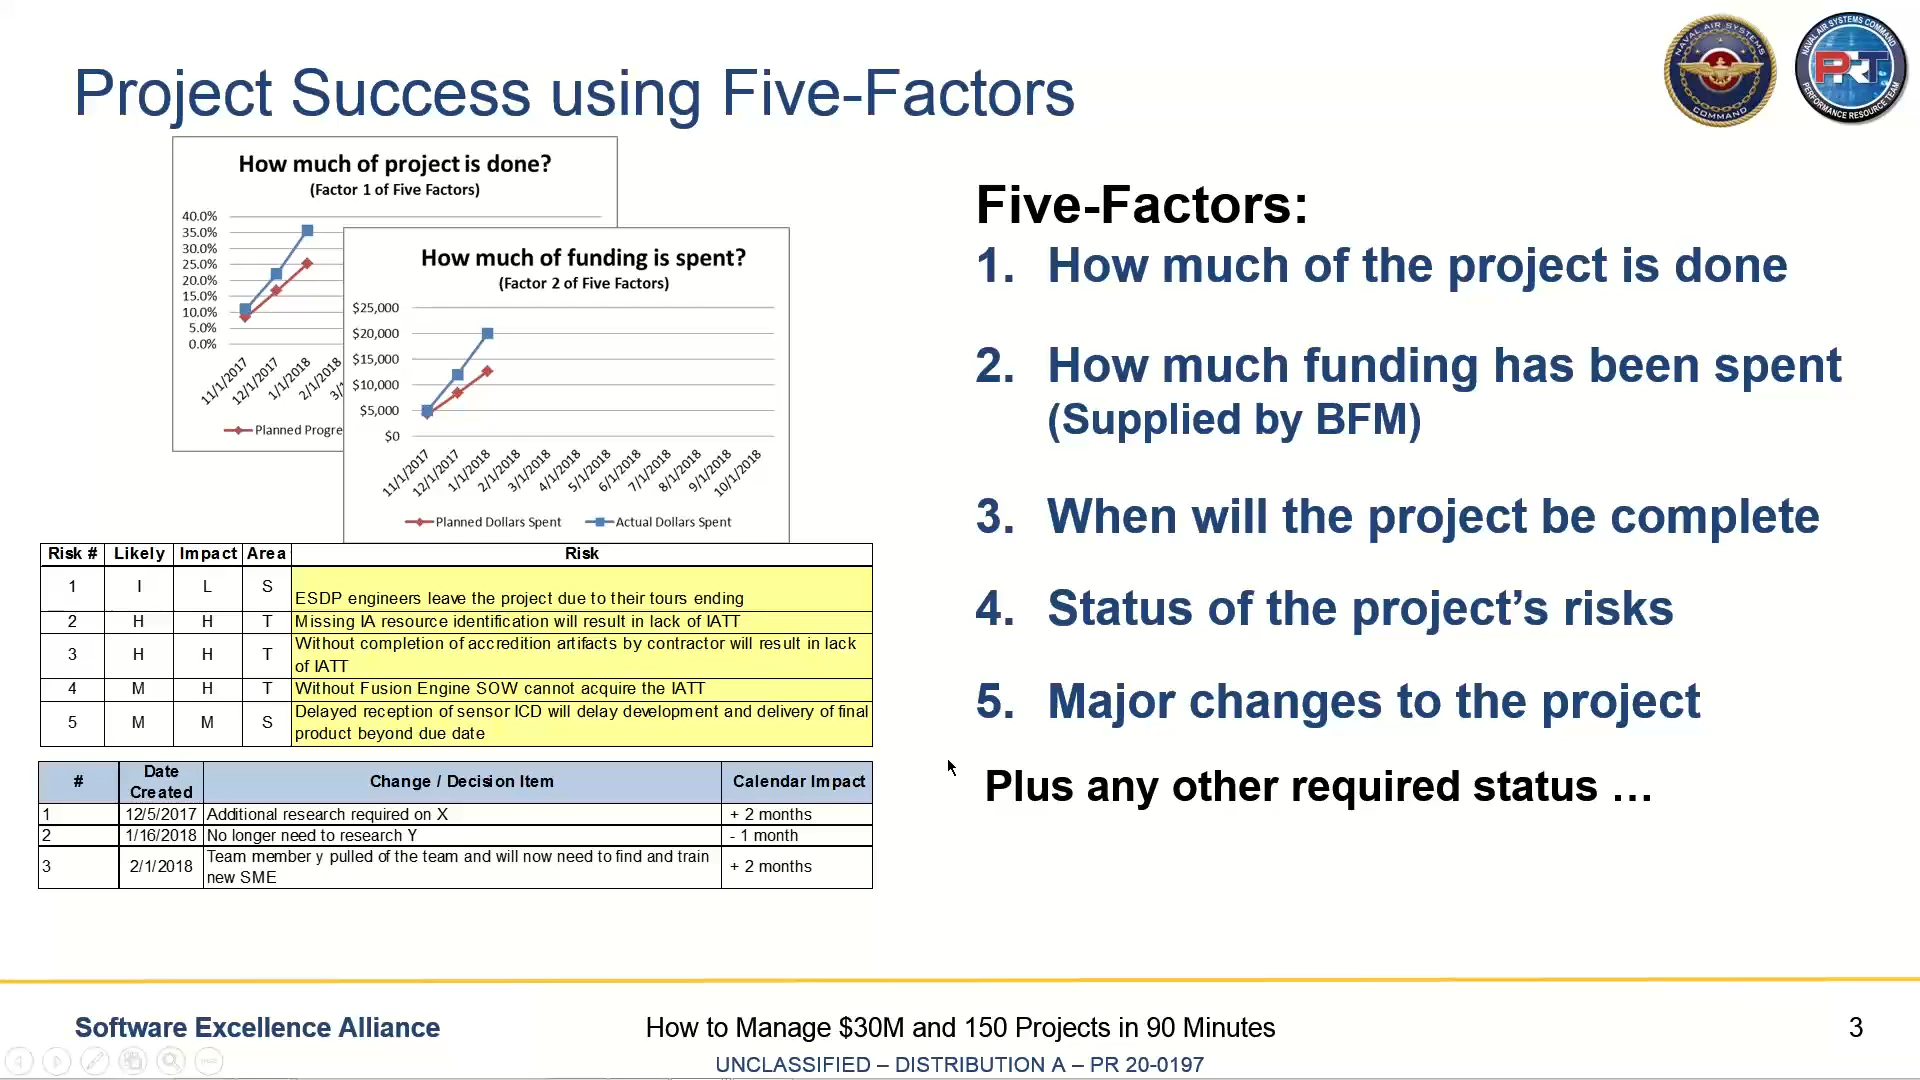 Project Success using Five-Factors
NAVAL AIR SYSTEMS
COMMAND
NAVAL AIR SYSTEMS COMMAND
PRT
PERFORMANCE RESOURCE TEAM
How much of project is done?
(Factor 1 of Five Factors)
40.0%
35.0%
30.0%
25.0%
20.0%
15.0%
10.0%
5.0%
0.0%
11/1/2017
12/1/2017
1/1/2018
2/1/2018
3/1
Planned Progre
How much of funding is spent?
(Factor 2 of Five Factors)
$25,000
$20,000
$15,000
$10,000
$5,000
$0
11/1/2017
12/1/2017
1/1/2018
2/1/2018
3/1/2018
4/1/2018
5/1/2018
6/1/2018
7/1/2018
8/1/2018
9/1/2018
10/1/2018
Planned Dollars Spent Actual Dollars Spent
Risk # Likely Impact Area Risk
1 I L S ESDP engineers leave the project due to their tours ending
2 H H T Missing IA resource identification will result in lack of IATT
3 H H T Without completion of accredition artifacts by contractor will result in lack
of IATT
4 M H T Without Fusion Engine SOW cannot acquire the IATT
5 M M S Delayed reception of sensor ICD will delay development and delivery of final
product beyond due date
# Date Created Change / Decision Item Calendar Impact
1 12/5/2017 Additional research required on X + 2 months
2 1/16/2018 No longer need to research Y - 1 month
3 2/1/2018 Team member y pulled of the team and will now need to find and train
new SME + 2 months
Five-Factors:
1. How much of the project is done
2. How much funding has been spent
(Supplied by BFM)
3. When will the project be complete
4. Status of the project’s risks
5. Major changes to the project
Plus any other required status …
Software Excellence Alliance
How to Manage $30M and 150 Projects in 90 Minutes
3
UNCLASSIFIED – DISTRIBUTION A – PR 20-0197